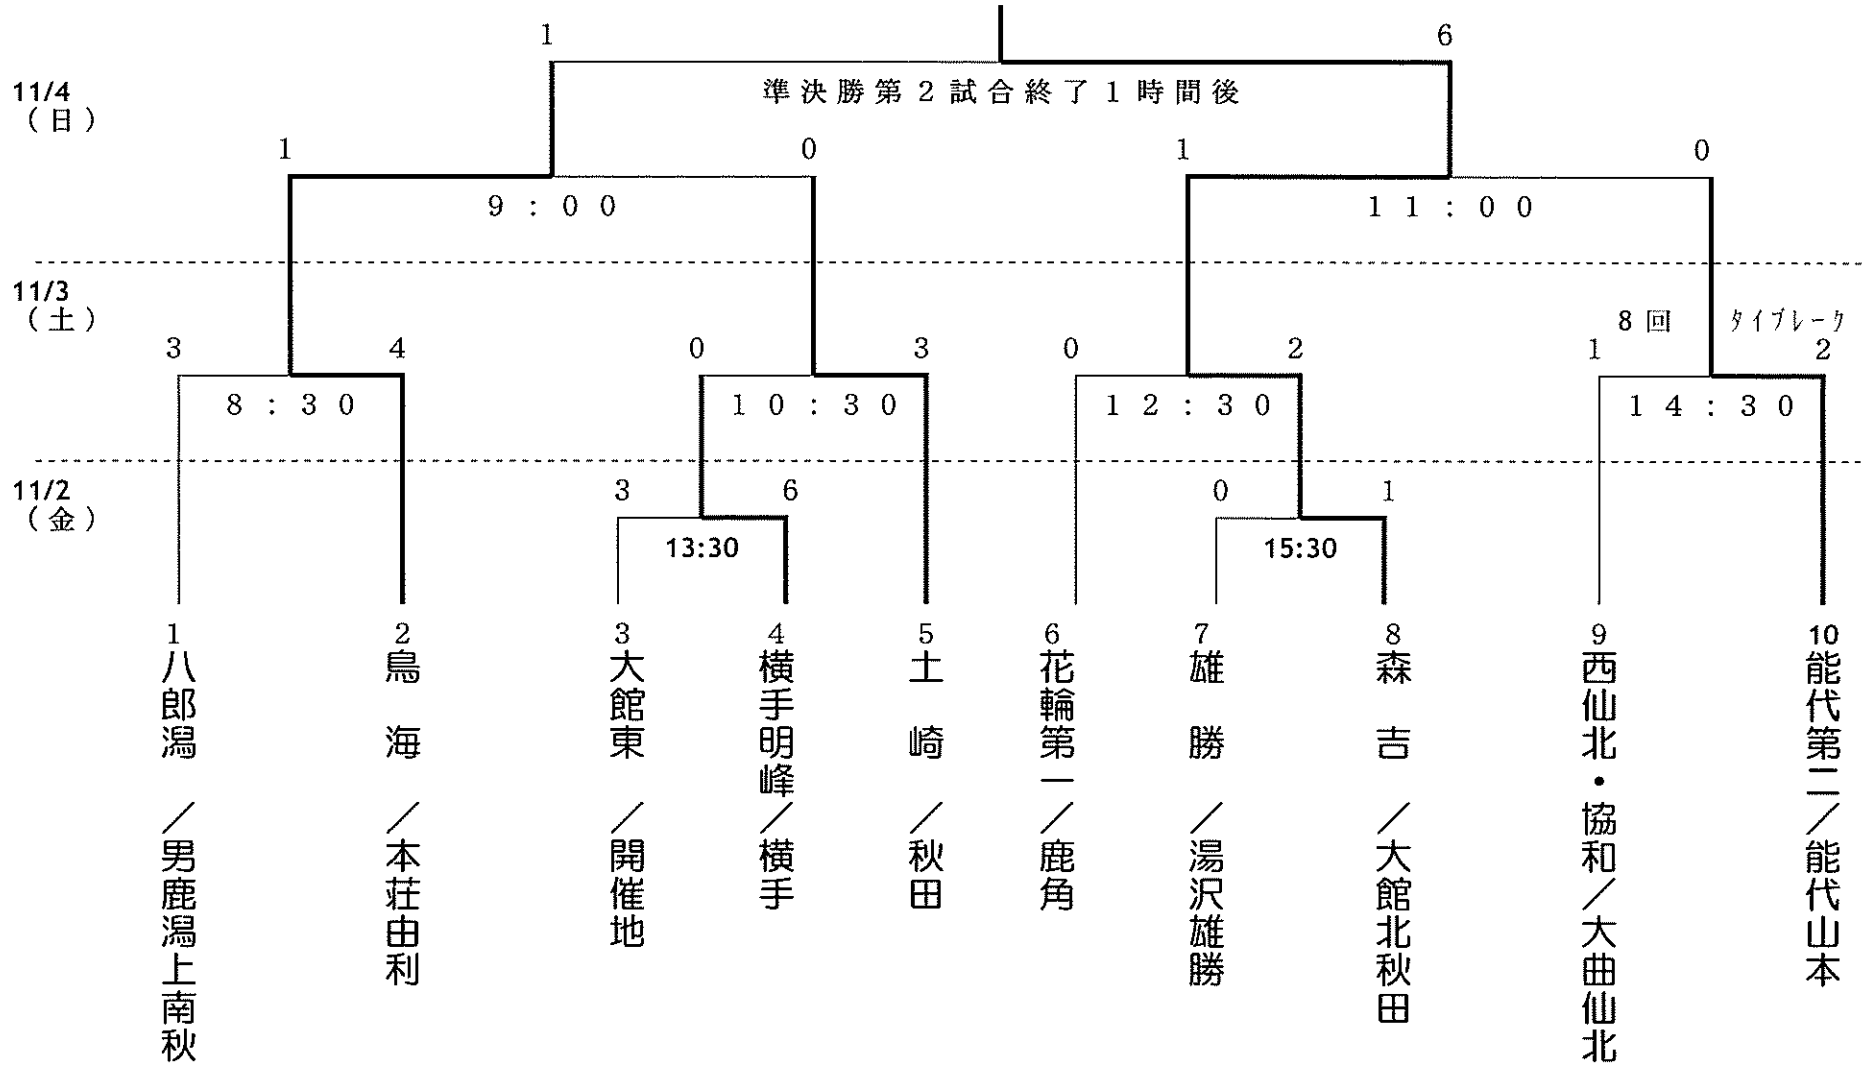 1 6
11/4
(日)
準決勝第2試合終了1時間後
1 0 1 0
9:00 11:00
11/3
(土)
8回 タイブレーク
3 4 0 3 0 2 1 2
8:30 10:30 12:30 14:30
11/2
(金)
3 6 0 1
13:30 15:30
1 2 3 4 5 6 7 8 9 10
八郎潟 /男鹿潟上南秋
鳥海 /本荘由利
大館東 /開催地
横手明峰/横手
土崎 /秋田
花輪第一/鹿角
雄勝 /湯沢雄勝
森吉 /大館北秋田
西仙北・協和/大曲仙北
能代第二/能代山本